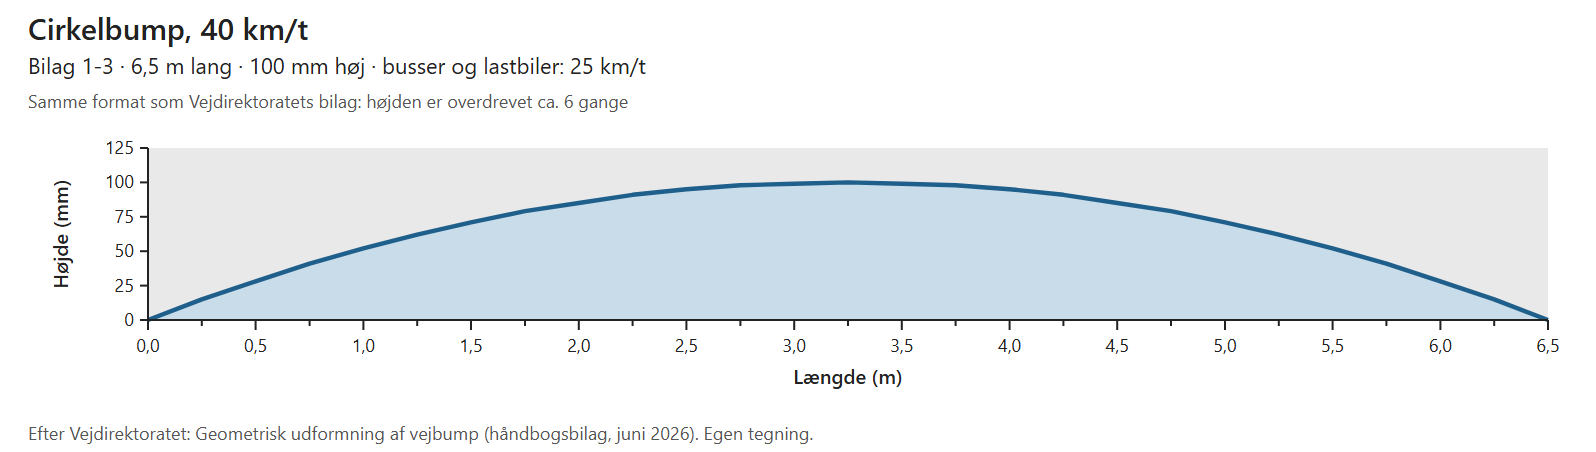 Cirkelbump, 40 km/t
Bilag 1-3 · 6,5 m lang · 100 mm høj · busser og lastbiler: 25 km/t
Samme format som Vejdirektoratets bilag: højden er overdrevet ca. 6 gange
125
100
75
50
25
0
Højde (mm)
0,0 0,5 1,0 1,5 2,0 2,5 3,0 3,5 4,0 4,5 5,0 5,5 6,0 6,5
Længde (m)
Efter Vejdirektoratet: Geometrisk udformning af vejbump (håndbogsbilag, juni 2026). Egen tegning.